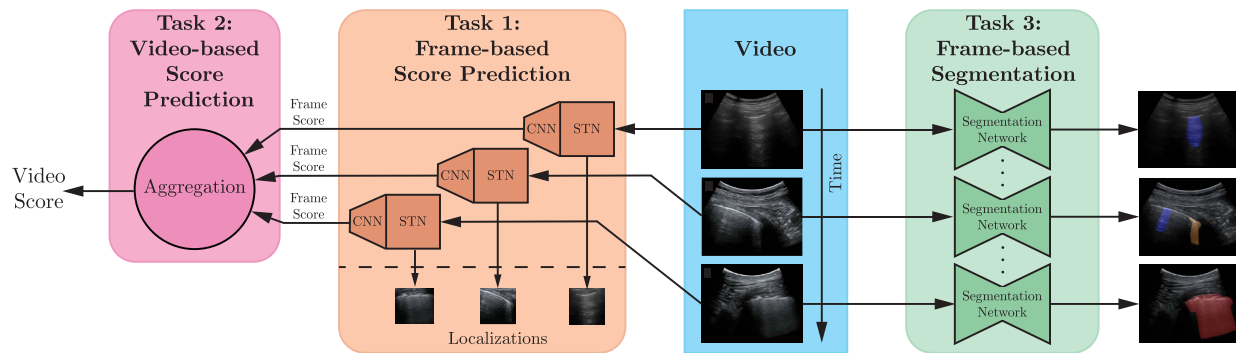 Task 2:
Video-based
Score
Prediction
Frame
Score
Frame
Score
Frame
Score
Aggregation
Video
Score
Task 1:
Frame-based
Score Prediction
CNN
STN
CNN
STN
CNN
STN
Localizations
Video
Time
Task 3:
Frame-based
Segmentation
Segmentation
Network
Segmentation
Network
Segmentation
Network